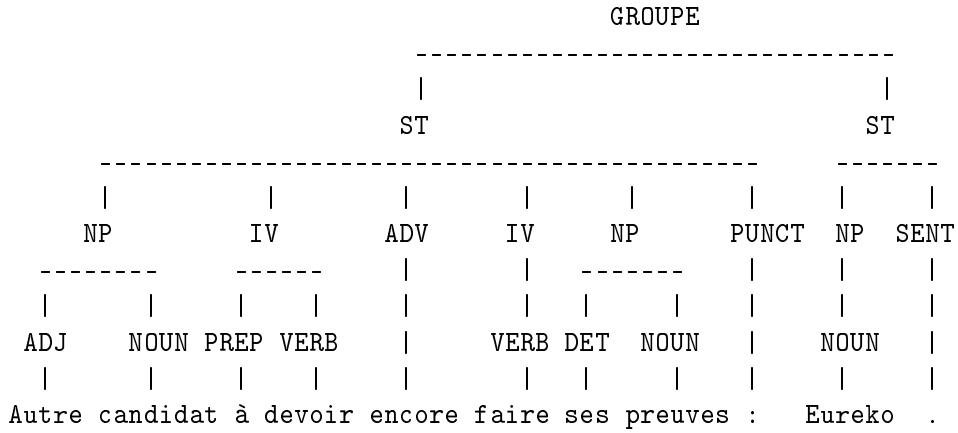 GROUPE
ST ST
NP IV ADV IV NP PUNCT NP SENT
ADJ NOUN PREP VERB VERB DET NOUN NOUN
Autre candidat à devoir encore faire ses preuves : Eureko .